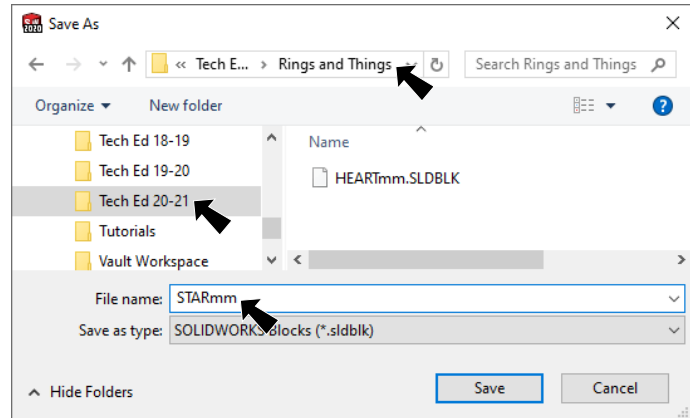 SW 2020 Save As
« Tech E... > Rings and Things
Search Rings and Things
Organize New folder
Tech Ed 18-19
Tech Ed 19-20
Tech Ed 20-21
Tutorials
Vault Workspace
Name
HEARTmm.SLDBLK
File name: STARmm
Save as type: SOLIDWORKS Blocks (*.sldblk)
Hide Folders
Save Cancel